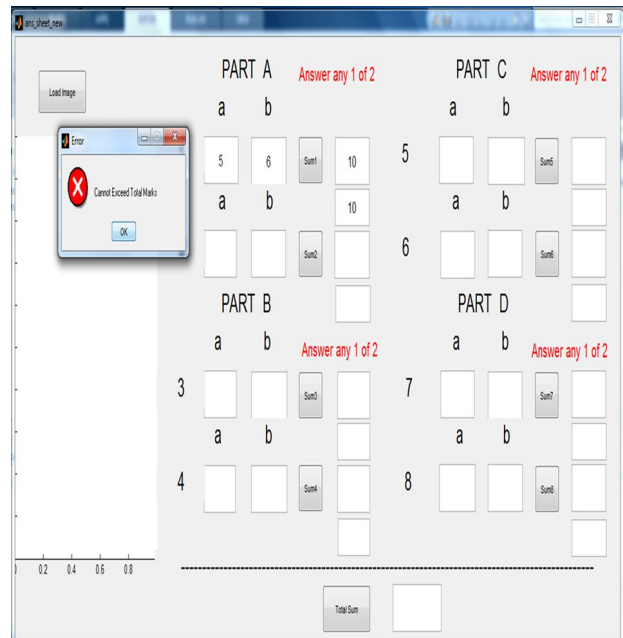 ans_sheet_new
PART A Answer any 1 of 2 PART C Answer any 1 of 2
Load Image
a b a b
Error
5 6 Sum1 10 5 Sum5
Cannot Exceed Total Marks
a b 10 a b
OK
Sum2 6 Sum6
PART B PART D
a b Answer any 1 of 2 a b Answer any 1 of 2
3 Sum3 7 Sum7
a b a b
4 Sum4 8 Sum8
0.2 0.4 0.6 0.8
Total Sum